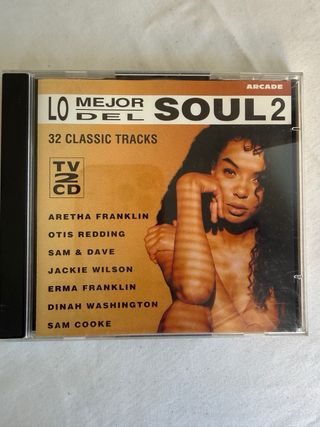 ARCADE
LO MEJOR DEL SOUL 2
32 CLASSIC TRACKS
TV
2
CD
ARETHA FRANKLIN
OTIS REDDING
SAM & DAVE
JACKIE WILSON
ERMA FRANKLIN
DINAH WASHINGTON
SAM COOKE